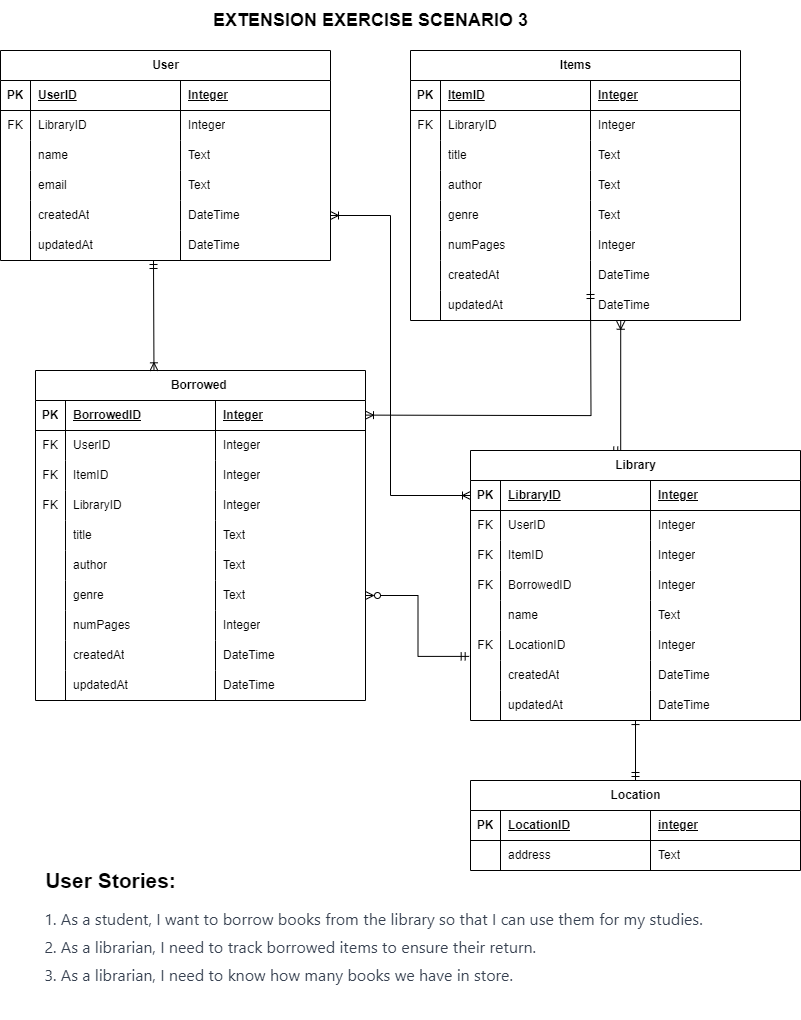 EXTENSION EXERCISE SCENARIO 3
User
PK UserID Integer
FK LibraryID Integer
name Text
email Text
createdAt DateTime
updatedAt DateTime
Items
PK ItemID Integer
FK LibraryID Integer
title Text
author Text
genre Text
numPages Integer
createdAt DateTime
updatedAt DateTime
Borrowed
PK BorrowedID Integer
FK UserID Integer
FK ItemID Integer
FK LibraryID Integer
title Text
author Text
genre Text
numPages Integer
createdAt DateTime
updatedAt DateTime
Library
PK LibraryID Integer
FK UserID Integer
FK ItemID Integer
FK BorrowedID Integer
name Text
FK LocationID Integer
createdAt DateTime
updatedAt DateTime
Location
PK LocationID integer
address Text
User Stories:
1. As a student, I want to borrow books from the library so that I can use them for my studies.
2. As a librarian, I need to track borrowed items to ensure their return.
3. As a librarian, I need to know how many books we have in store.